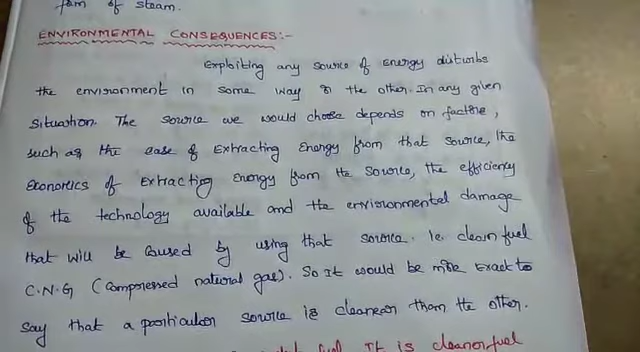 form of steam.
ENVIRONMENTAL CONSEQUENCES:-
Exploiting any source of energy disturbs
the environment in some way or the other. In any given
situation. The source we would choose depends on factors,
such as the ease of Extracting Energy from that source, the
Economics of Extracting Energy from the source, the efficiency
of the technology available and the environmental damage
that will be caused by using that source. ie. clean fuel
C.N.G (compressed natural gas). So it would be more exact to
say that a particular source is cleaner than the other.
fuel It is cleaner fuel